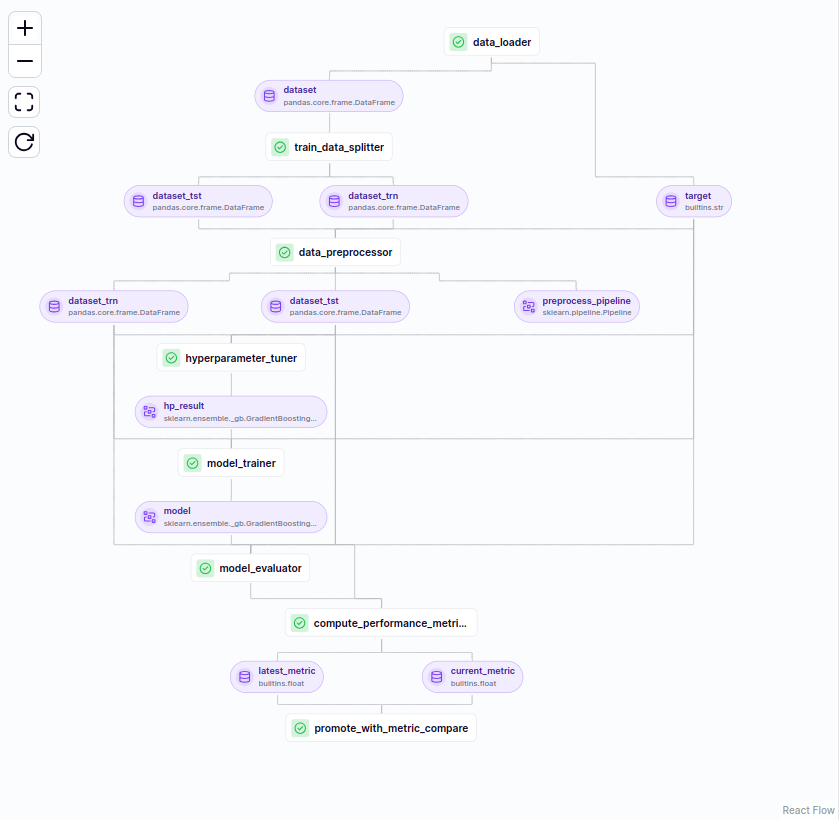 data_loader
dataset
pandas.core.frame.DataFrame
train_data_splitter
dataset_tst
pandas.core.frame.DataFrame
dataset_trn
pandas.core.frame.DataFrame
target
builtins.str
data_preprocessor
dataset_trn
pandas.core.frame.DataFrame
dataset_tst
pandas.core.frame.DataFrame
preprocess_pipeline
sklearn.pipeline.Pipeline
hyperparameter_tuner
hp_result
sklearn.ensemble._gb.GradientBoosting...
model_trainer
model
sklearn.ensemble._gb.GradientBoosting...
model_evaluator
compute_performance_metri...
latest_metric
builtins.float
current_metric
builtins.float
promote_with_metric_compare
React Flow